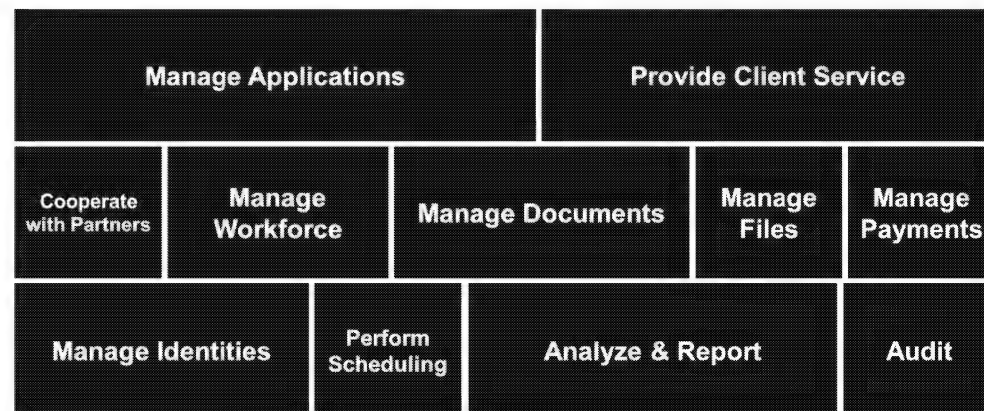 Manage Applications
Provide Client Service
Cooperate
with Partners
Manage
Workforce
Manage Documents
Manage
Files
Manage
Payments
Manage Identities
Perform
Scheduling
Analyze & Report
Audit